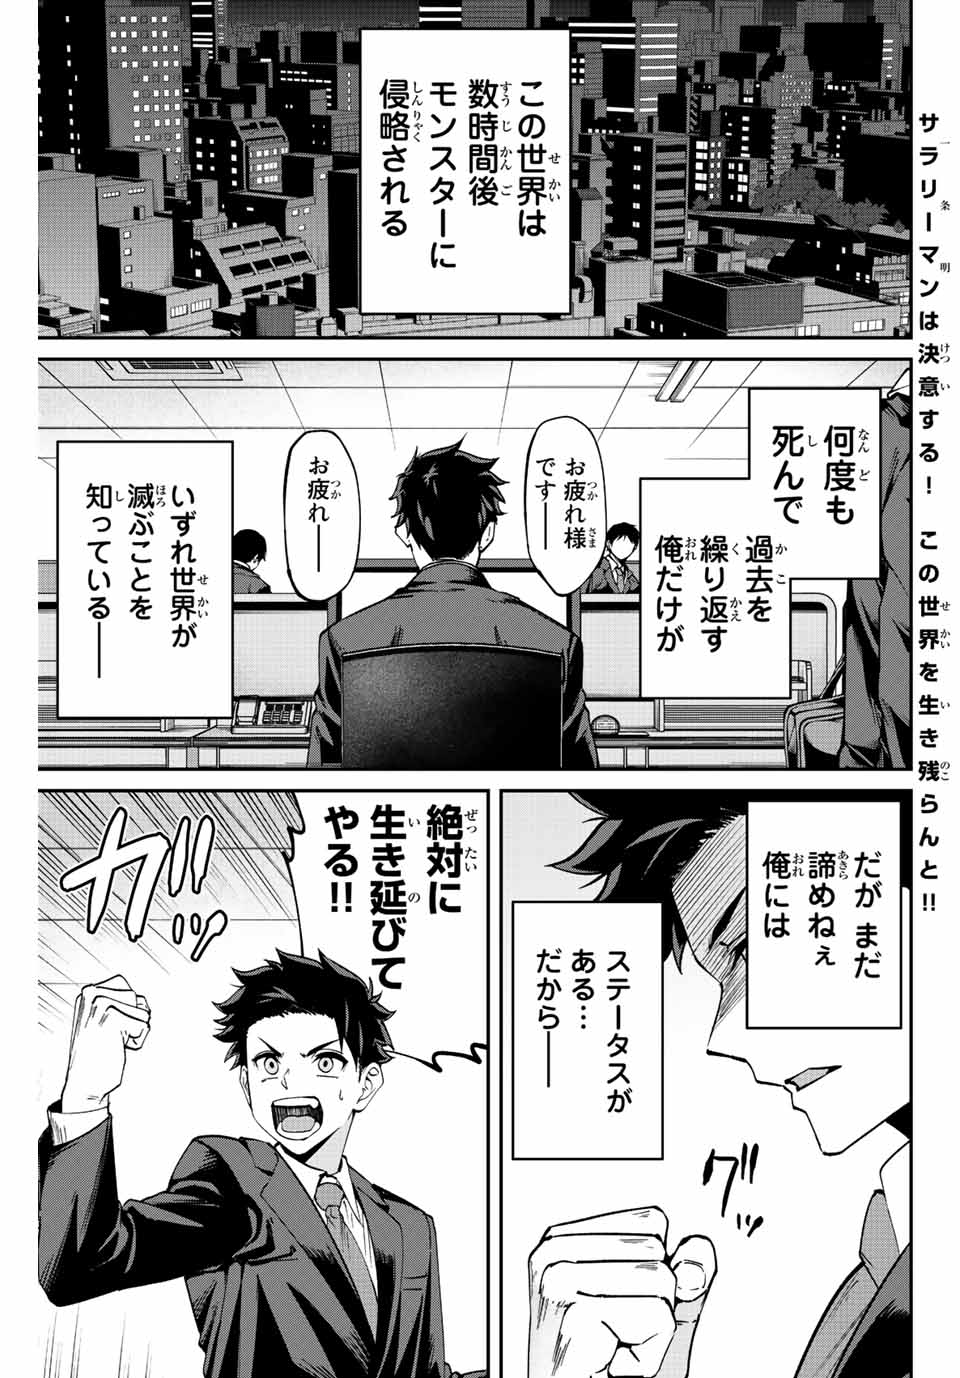 サラリーマンは決意する! この世界を生き残らんと!!
一条明
この世界は
数時間後
モンスターに
侵略される
何度も
死んで
過去を
繰り返す
俺だけが
お疲れ様
です――
お疲れ――
いずれ世界が
滅ぶことを
知っている――
だが まだ
諦めねぇ
俺には
ステータスが
ある…
だから――
グッ
絶対に
生き延びて
やる!!
ガッ